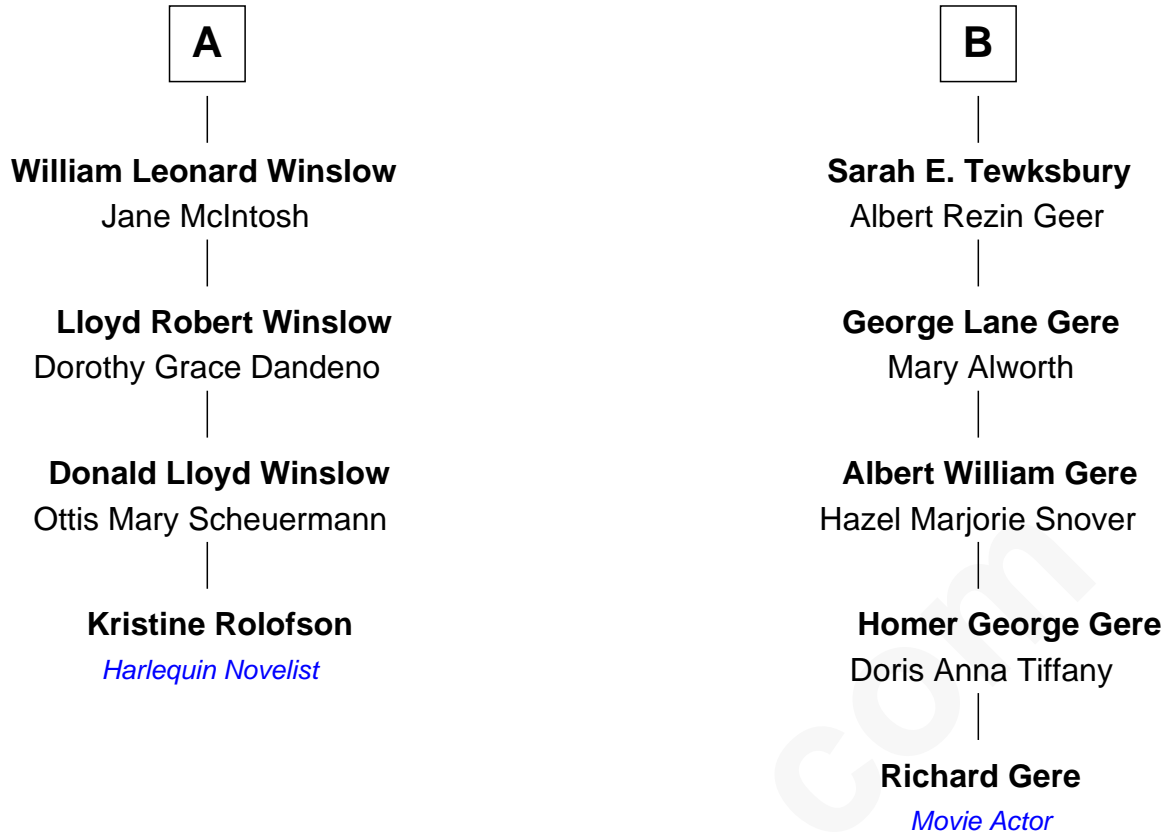 A
William Leonard Winslow
Jane McIntosh
Lloyd Robert Winslow
Dorothy Grace Dandeno
Donald Lloyd Winslow
Ottis Mary Scheuermann
Kristine Rolofson
Harlequin Novelist
B
Sarah E. Tewksbury
Albert Rezin Geer
George Lane Gere
Mary Alworth
Albert William Gere
Hazel Marjorie Snover
Homer George Gere
Doris Anna Tiffany
Richard Gere
Movie Actor
com